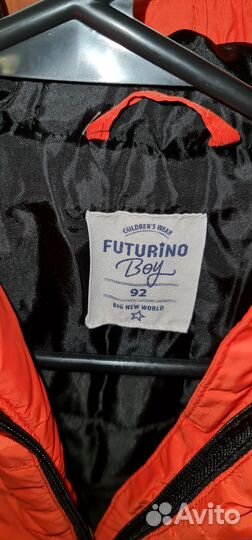 CHILDREN'S WEAR
FUTURINO
Boy
92
BIG NEW WORLD
Avito